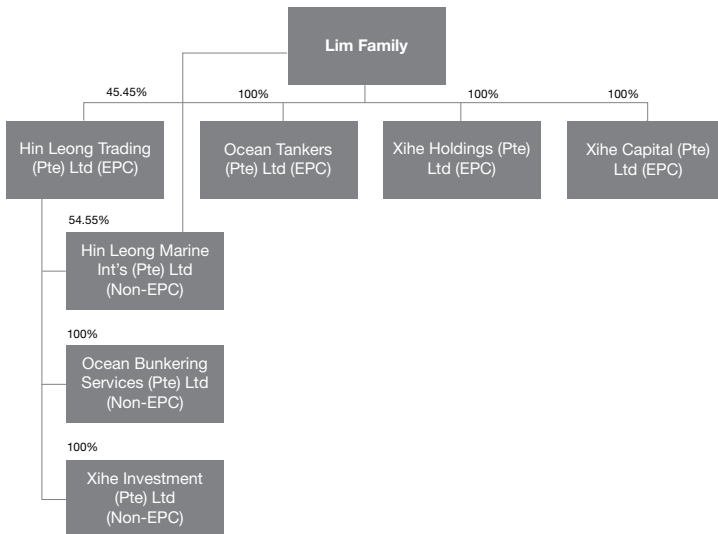 Lim Family
45.45%
100%
100%
100%
Hin Leong Trading
(Pte) Ltd (EPC)
Ocean Tankers
(Pte) Ltd (EPC)
Xihe Holdings (Pte)
Ltd (EPC)
Xihe Capital (Pte)
Ltd (EPC)
54.55%
Hin Leong Marine
Int's (Pte) Ltd
(Non-EPC)
100%
Ocean Bunkering
Services (Pte) Ltd
(Non-EPC)
100%
Xihe Investment
(Pte) Ltd
(Non-EPC)